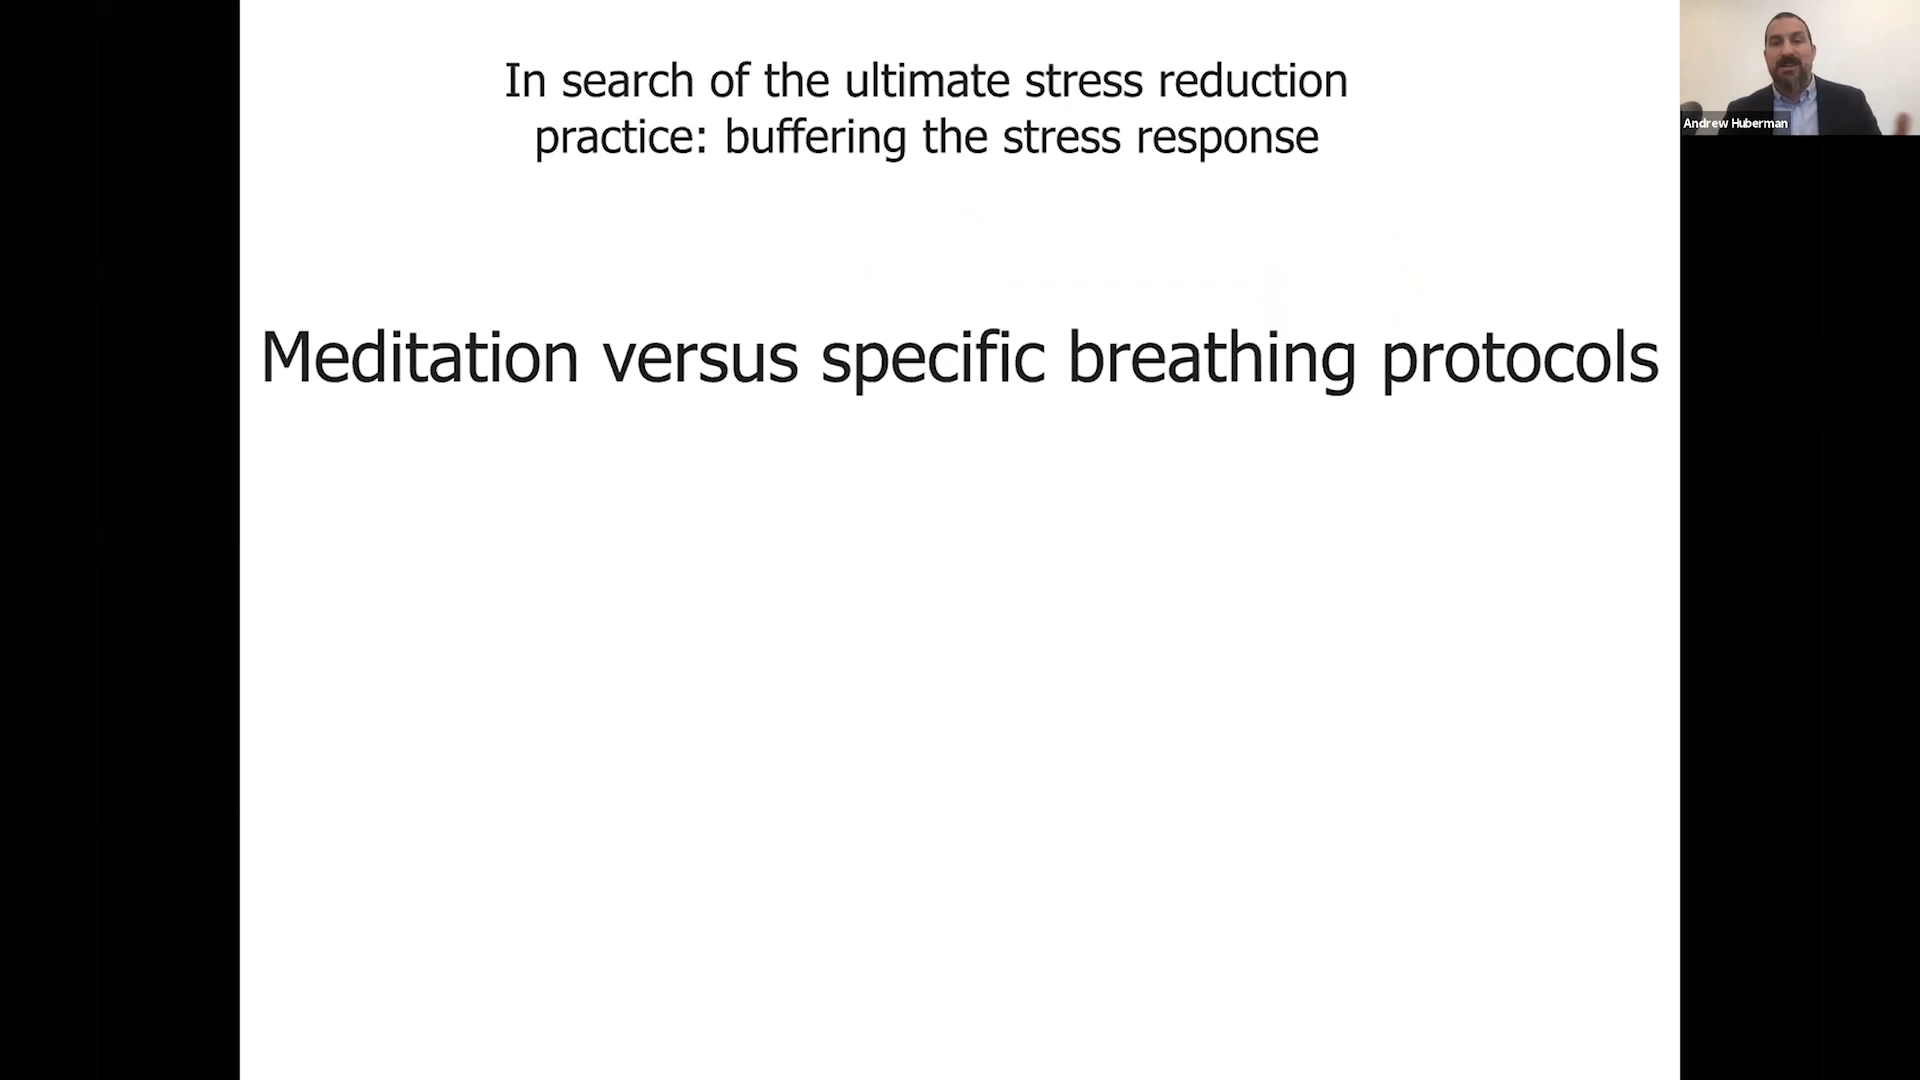 In search of the ultimate stress reduction
practice: buffering the stress response
Andrew Huberman
Meditation versus specific breathing protocols